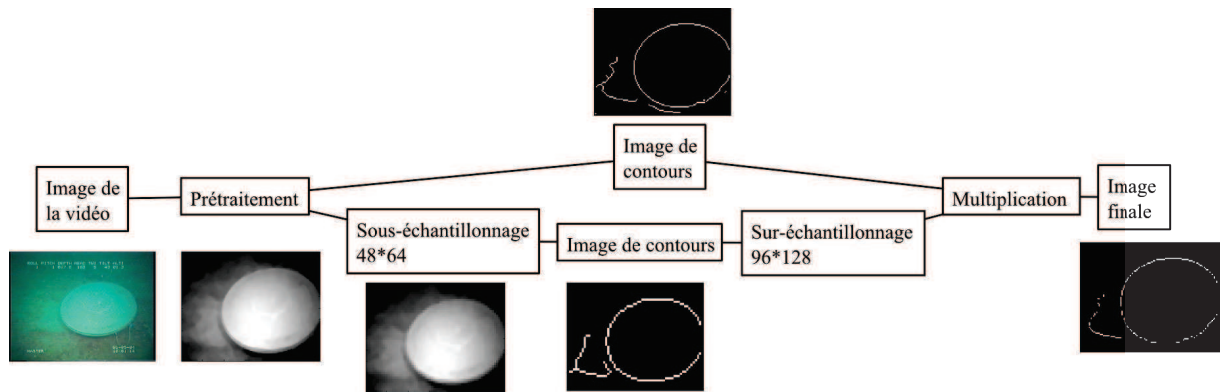 Image de
contours
Image de
la vidéo
Prétraitement
Multiplication
Image
finale
Sous-échantillonnage
48*64
Image de contours
Sur-échantillonnage
96*128